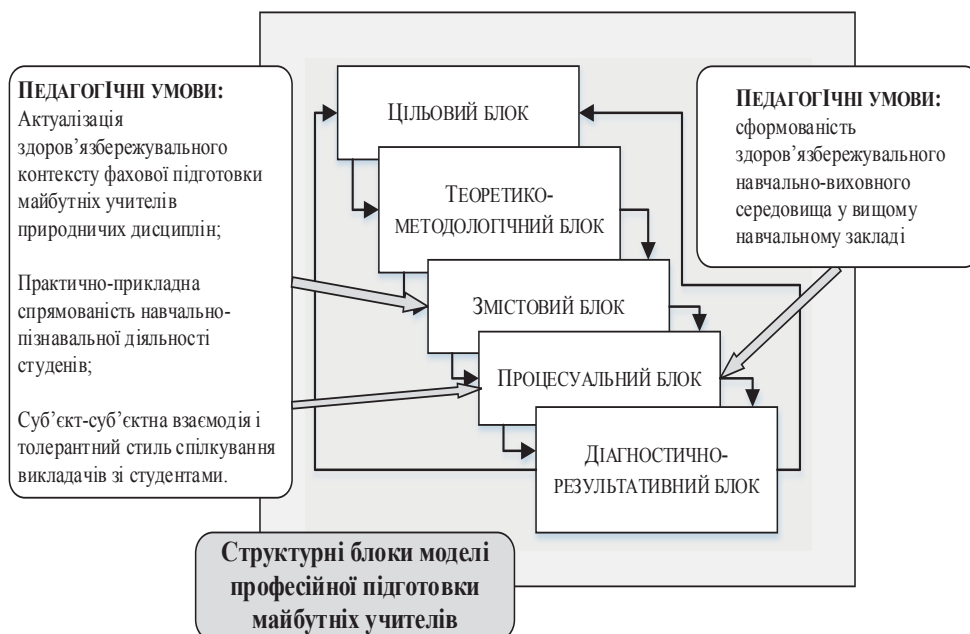 ПЕДАГОГІЧНІ УМОВИ:
Актуалізація
здоров’язбережувального
контексту фахової підготовки
майбутніх учителів
природничих дисциплін;
Практично-прикладна
спрямованість навчально-
пізнавальної діяльності
студенів;
Суб’єкт-суб’єктна взаємодія і
толерантний стиль спілкування
викладачів зі студентами.
ЦІЛЬОВИЙ БЛОК
ТЕОРЕТИКО-
МЕТОДОЛОГІЧНИЙ БЛОК
ЗМІСТОВИЙ БЛОК
ПРОЦЕСУАЛЬНИЙ БЛОК
ДІАГНОСТИЧНО-
РЕЗУЛЬТАТИВНИЙ БЛОК
ПЕДАГОГІЧНІ УМОВИ:
сформованість
здоров’язбережувального
навчально-виховного
середовища у вищому
навчальному закладі
Структурні блоки моделі
професійної підготовки
майбутніх учителів